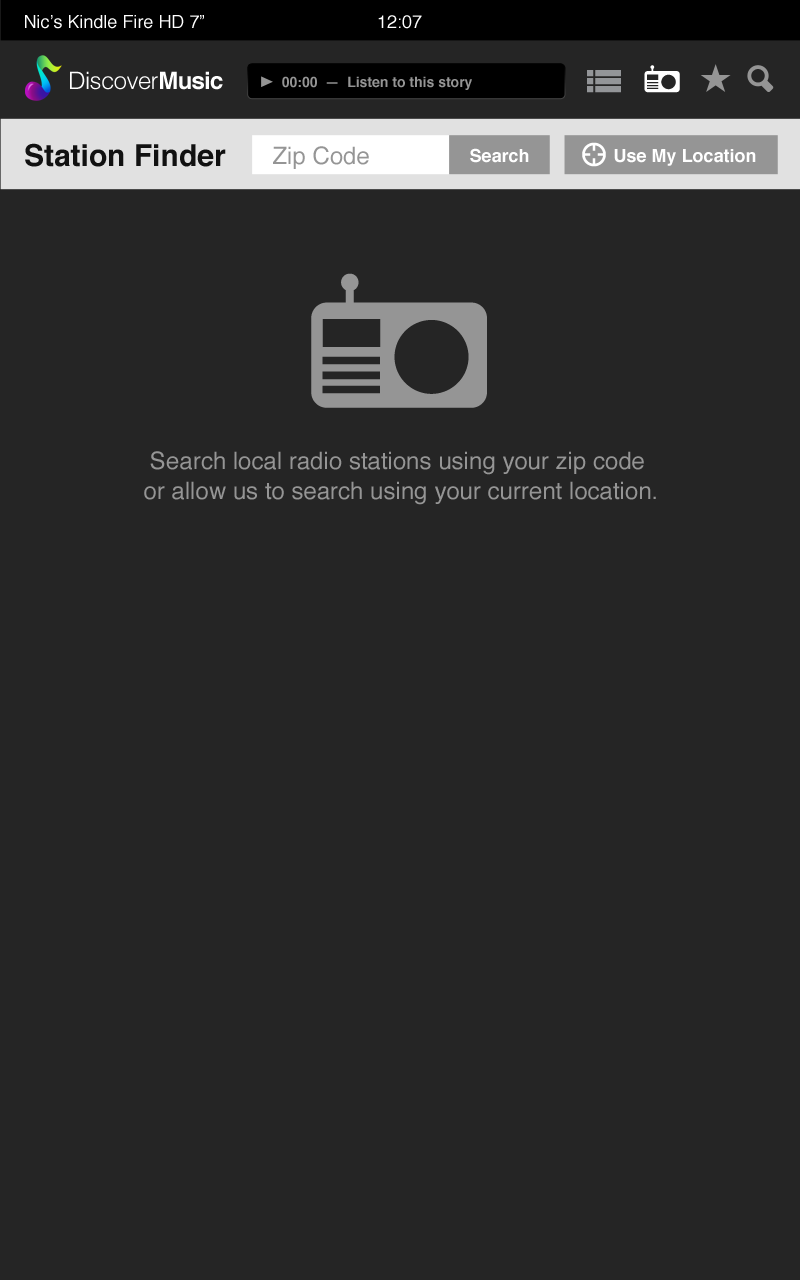 Nic’s Kindle Fire HD 7” 12:07
DiscoverMusic 00:00 – Listen to this story
Station Finder Zip Code Search Use My Location
Search local radio stations using your zip code
or allow us to search using your current location.